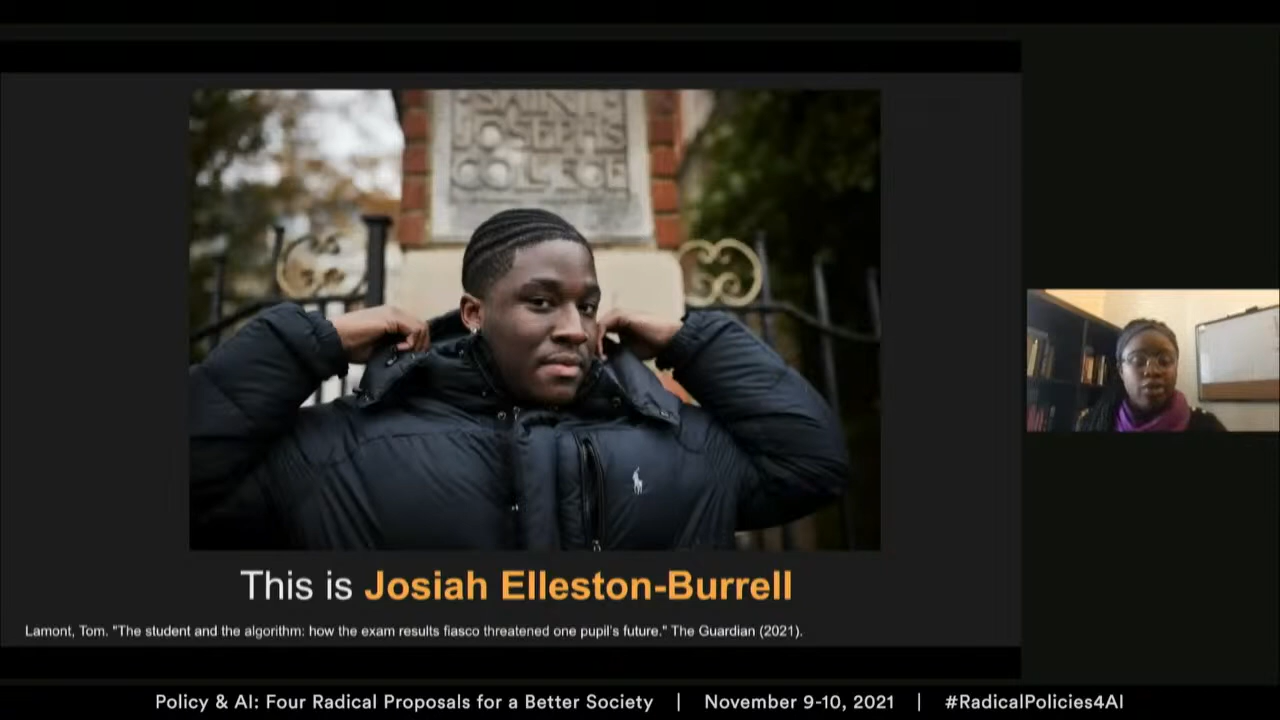 SAINT
JOSEPHS
COLLEGE
This is Josiah Elleston-Burrell
Lamont, Tom. "The student and the algorithm: how the exam results fiasco threatened one pupil's future." The Guardian (2021).
Policy & AI: Four Radical Proposals for a Better Society | November 9-10, 2021 | #RadicalPolicies4AI